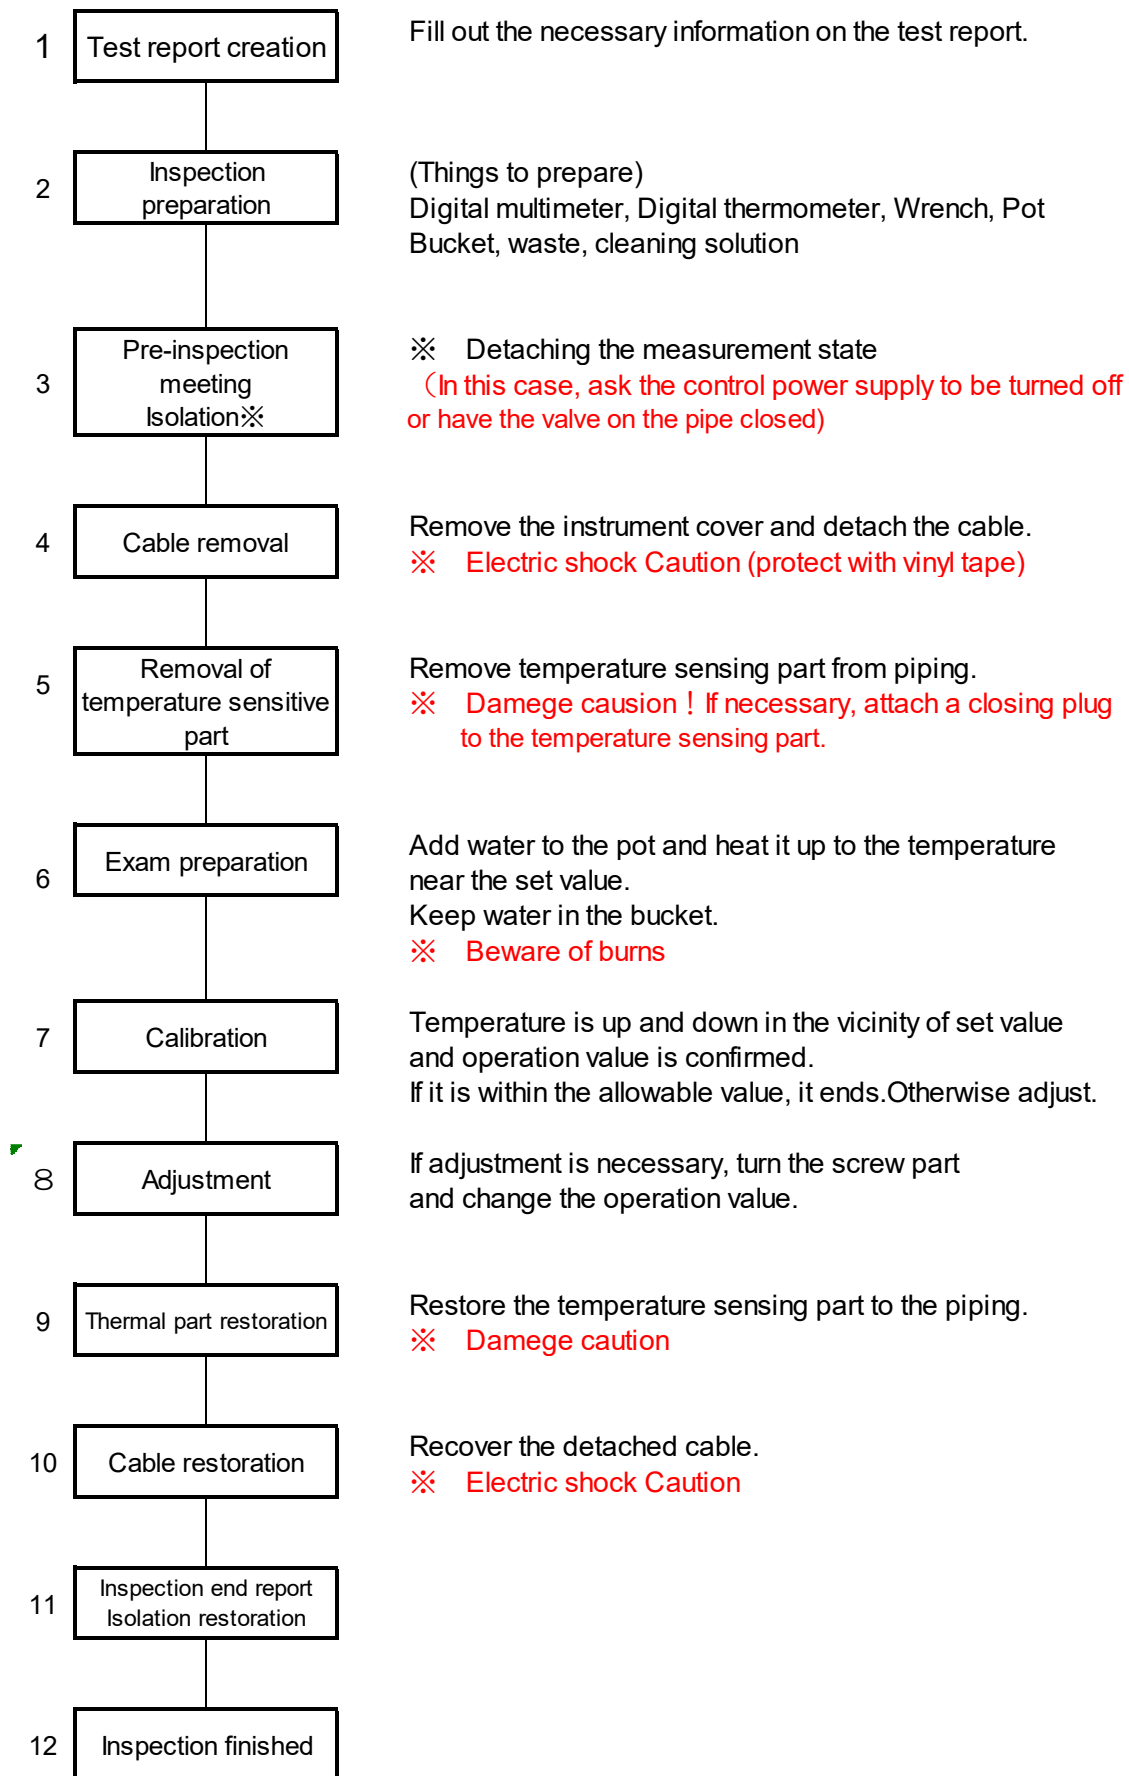 1
Test report creation
Fill out the necessary information on the test report.
2
Inspection
preparation
(Things to prepare)
Digital multimeter, Digital thermometer, Wrench, Pot
Bucket, waste, cleaning solution
3
Pre-inspection
meeting
Isolation※
※ Detaching the measurement state
（In this case, ask the control power supply to be turned off
or have the valve on the pipe closed)
4
Cable removal
Remove the instrument cover and detach the cable.
※ Electric shock Caution (protect with vinyl tape)
5
Removal of
temperature sensitive
part
Remove temperature sensing part from piping.
※ Damege causion！If necessary, attach a closing plug
to the temperature sensing part.
6
Exam preparation
Add water to the pot and heat it up to the temperature
near the set value.
Keep water in the bucket.
※ Beware of burns
7
Calibration
Temperature is up and down in the vicinity of set value
and operation value is confirmed.
If it is within the allowable value, it ends.Otherwise adjust.
８
Adjustment
If adjustment is necessary, turn the screw part
and change the operation value.
9
Thermal part restoration
Restore the temperature sensing part to the piping.
※ Damege caution
10
Cable restoration
Recover the detached cable.
※ Electric shock Caution
11
Inspection end report
Isolation restoration
12
Inspection finished